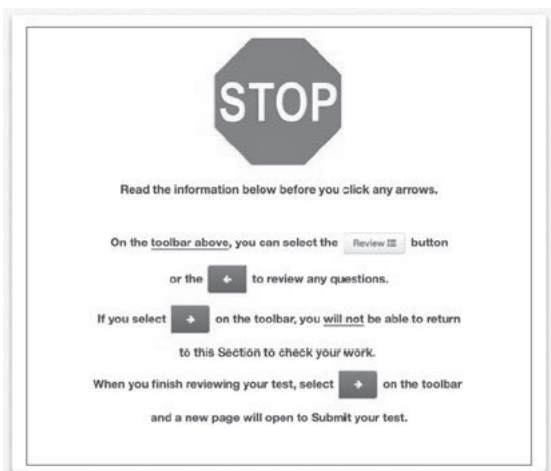 STOP
Read the information below before you click any arrows.
On the toolbar above, you can select the Review button
or the ← to review any questions.
If you select → on the toolbar, you will not be able to return
to this Section to check your work.
When you finish reviewing your test, select → on the toolbar
and a new page will open to Submit your test.